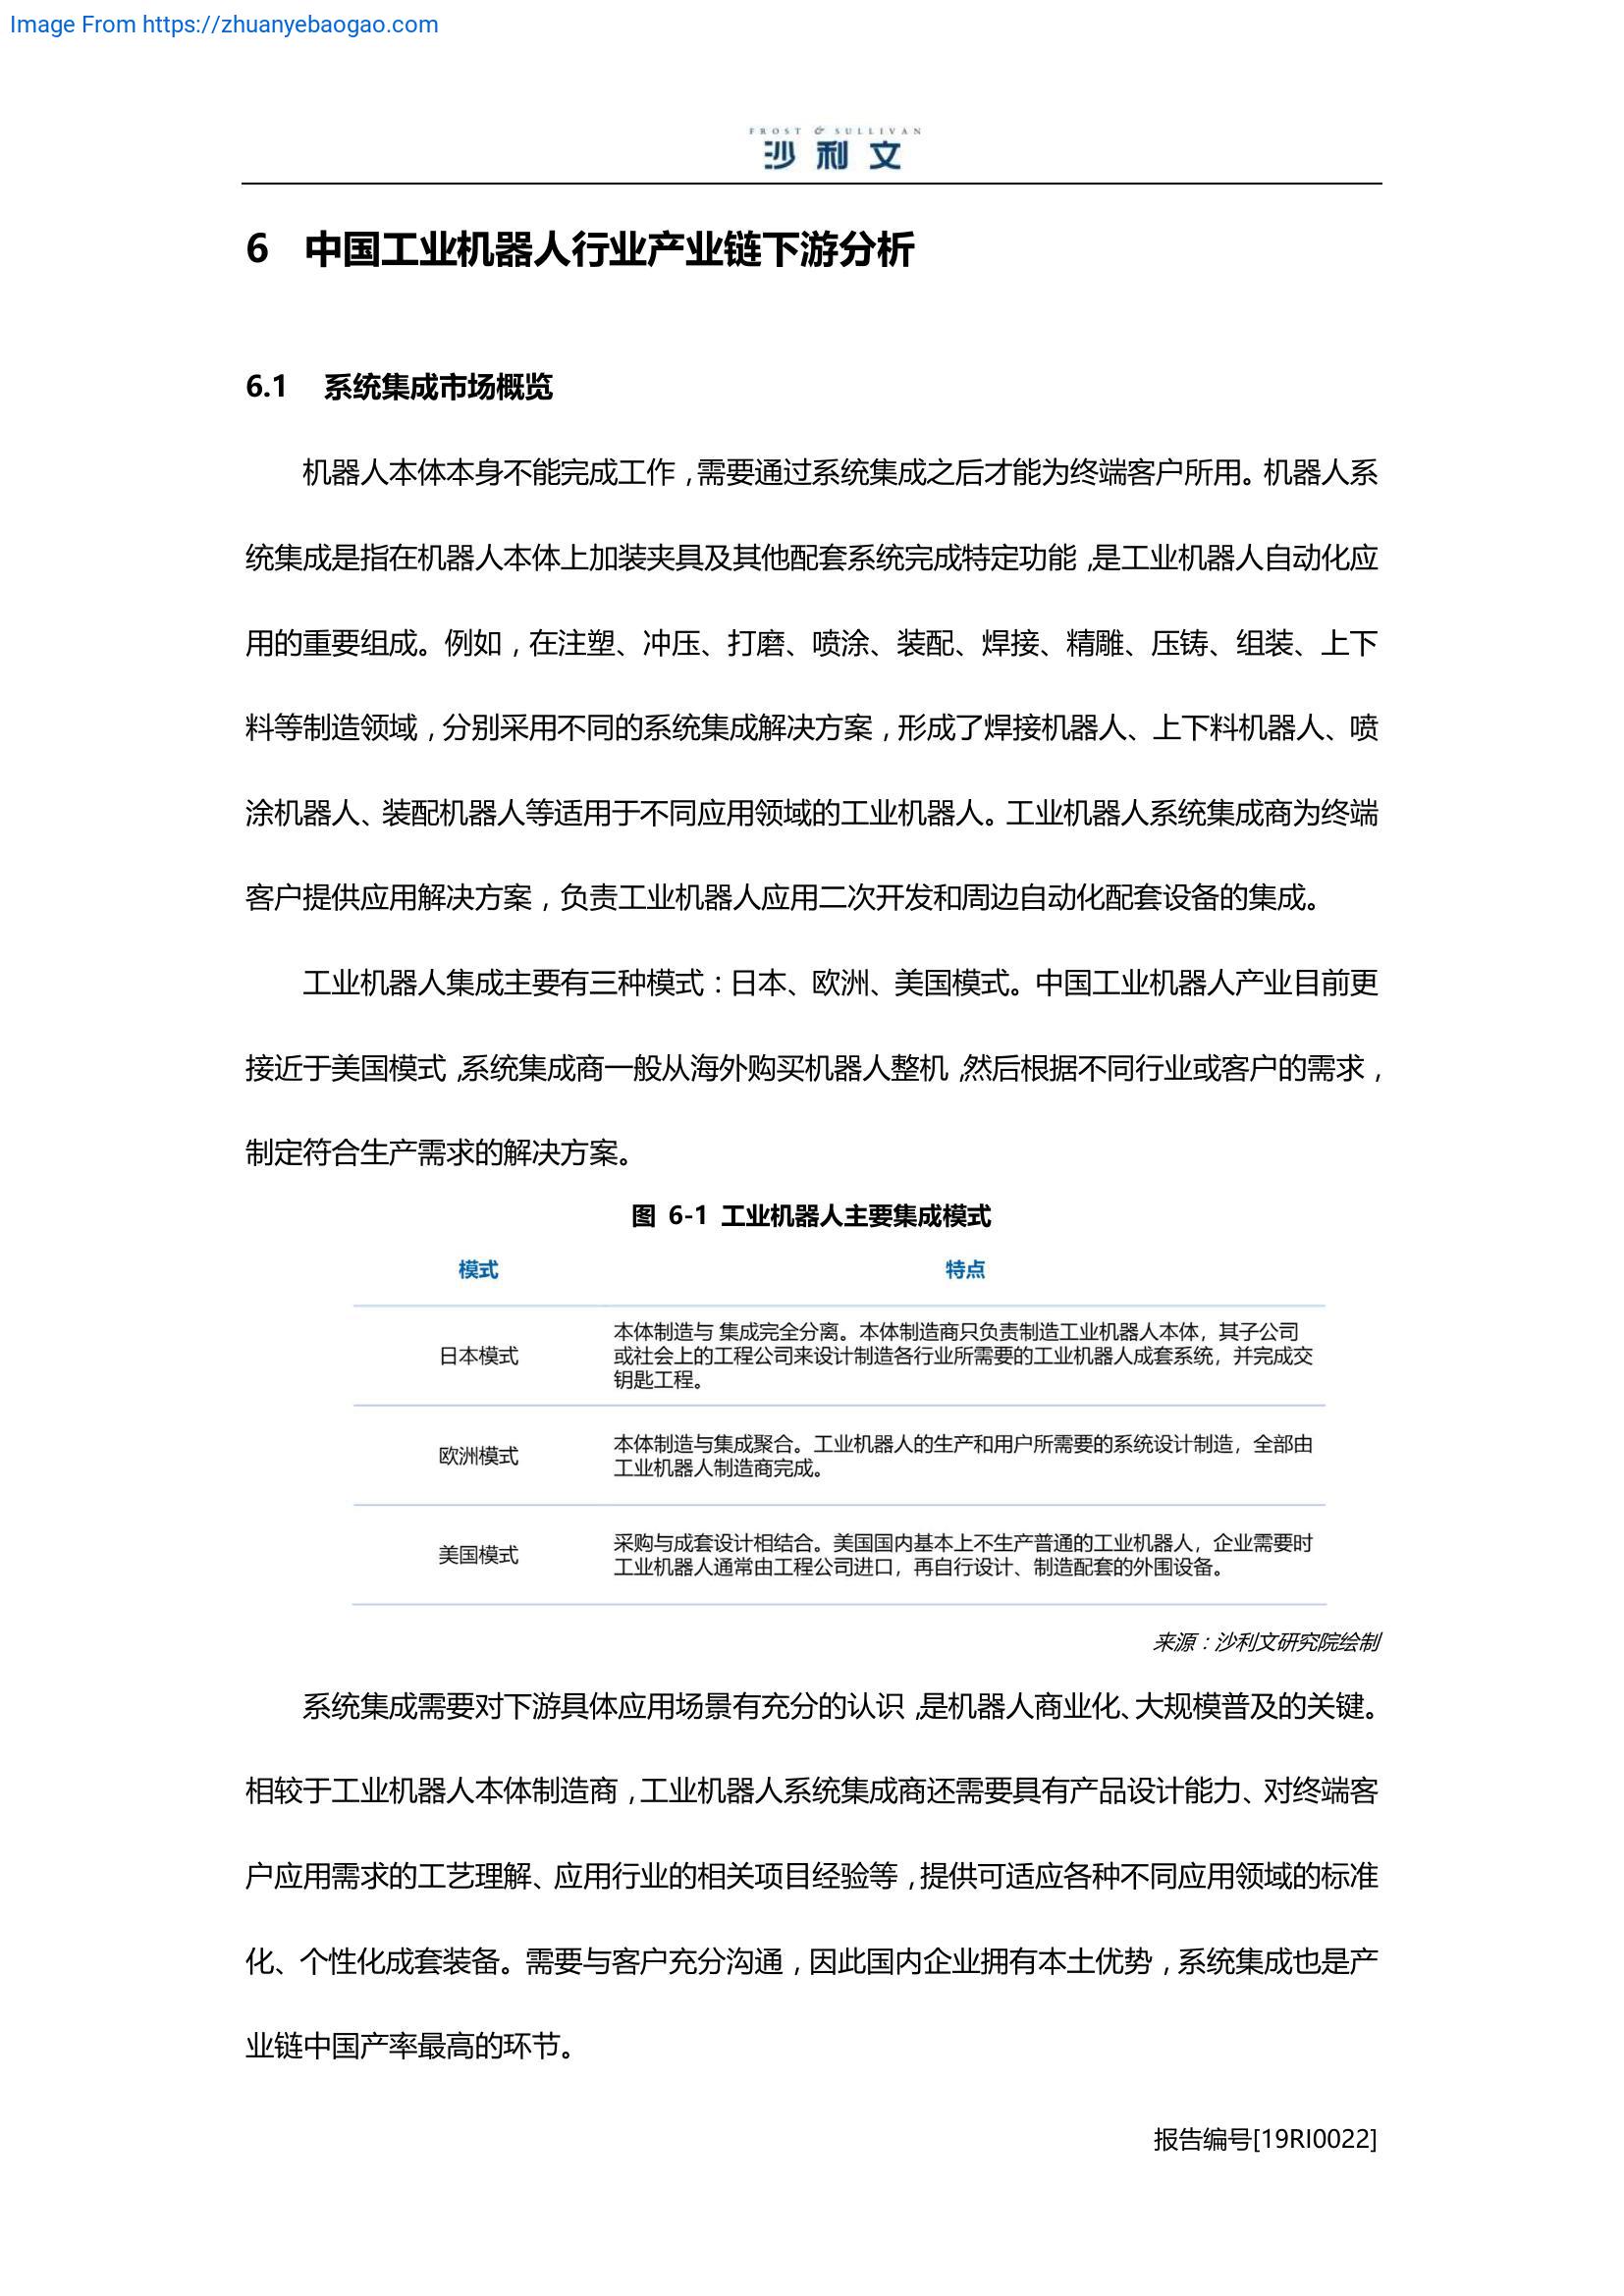 Image From https://zhuanyebaogao.com
FROST & SULLIVAN
沙利文
6 中国工业机器人行业产业链下游分析
6.1 系统集成市场概览
机器人本体本身不能完成工作，需要通过系统集成之后才能为终端客户所用。机器人系
统集成是指在机器人本体上加装夹具及其他配套系统完成特定功能，是工业机器人自动化应
用的重要组成。例如，在注塑、冲压、打磨、喷涂、装配、焊接、精雕、压铸、组装、上下
料等制造领域，分别采用不同的系统集成解决方案，形成了焊接机器人、上下料机器人、喷
涂机器人、装配机器人等适用于不同应用领域的工业机器人。工业机器人系统集成商为终端
客户提供应用解决方案，负责工业机器人应用二次开发和周边自动化配套设备的集成。
工业机器人集成主要有三种模式：日本、欧洲、美国模式。中国工业机器人产业目前更
接近于美国模式，系统集成商一般从海外购买机器人整机，然后根据不同行业或客户的需求，
制定符合生产需求的解决方案。
图 6-1 工业机器人主要集成模式
模式 特点
本体制造与 集成完全分离。本体制造商只负责制造工业机器人本体，其子公司
日本模式 或社会上的工程公司来设计制造各行业所需要的工业机器人成套系统，并完成交
钥匙工程。
欧洲模式 本体制造与集成聚合。工业机器人的生产和用户所需要的系统设计制造，全部由
工业机器人制造商完成。
美国模式 采购与成套设计相结合。美国国内基本上不生产普通的工业机器人，企业需要时
工业机器人通常由工程公司进口，再自行设计、制造配套的外围设备。
来源：沙利文研究院绘制
系统集成需要对下游具体应用场景有充分的认识，是机器人商业化、大规模普及的关键。
相较于工业机器人本体制造商，工业机器人系统集成商还需要具有产品设计能力、对终端客
户应用需求的工艺理解、应用行业的相关项目经验等，提供可适应各种不同应用领域的标准
化、个性化成套装备。需要与客户充分沟通，因此国内企业拥有本土优势，系统集成也是产
业链中国产率最高的环节。
报告编号[19RI0022]